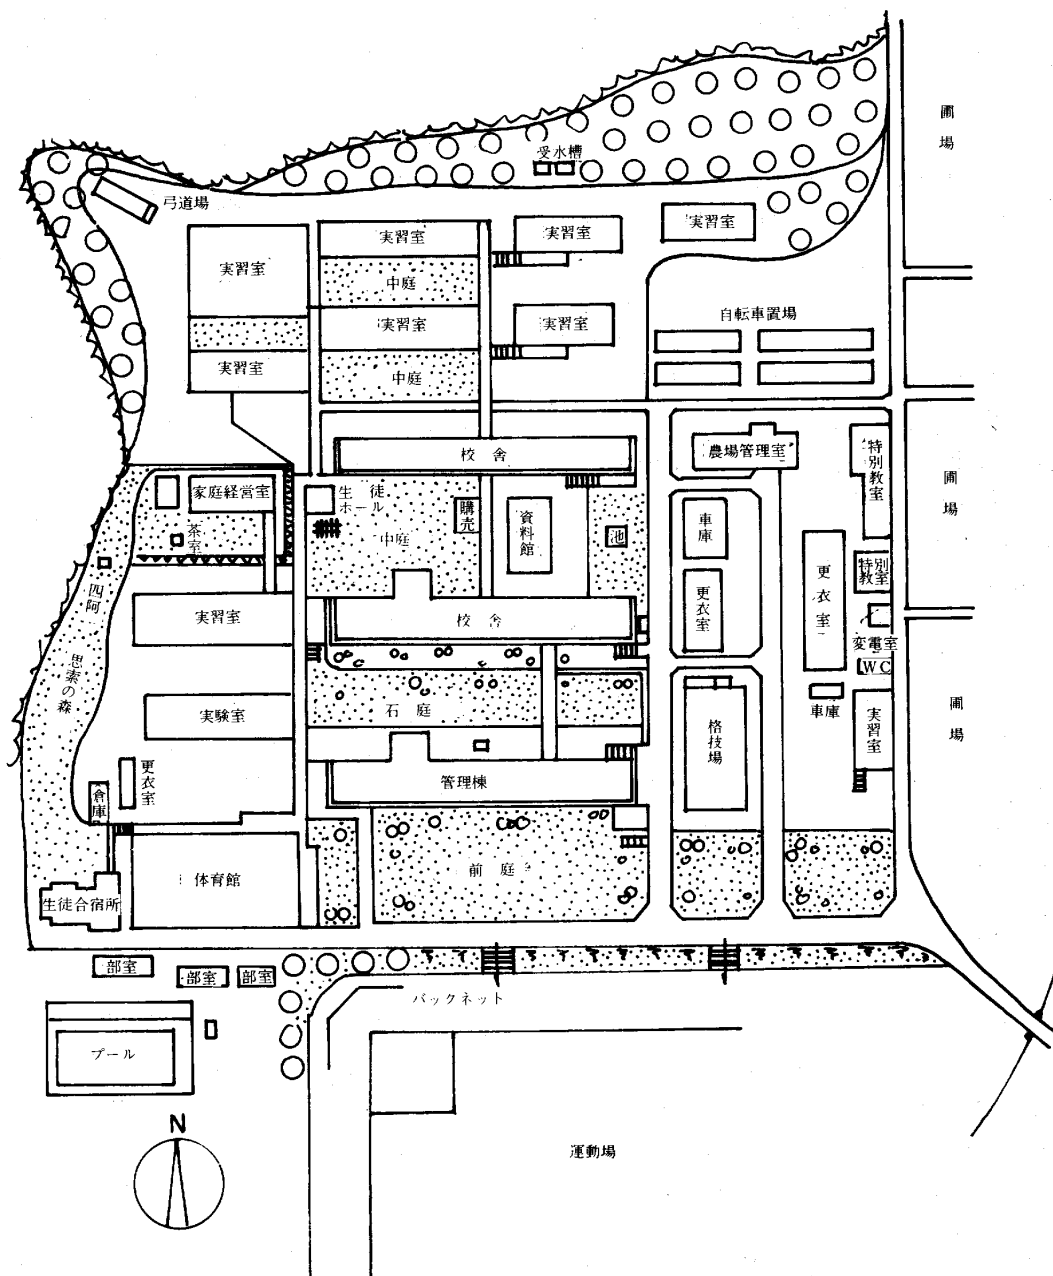 圃場
受水槽
弓道場
実習室
実習室
実習室
実習室
中庭
自転車置場
実習室
実習室
実習室
中庭
校舎
農場管理室
特別教室
家庭経営室
生徒
ホール
購売
資料館
池
車庫
圃場
茶室
中庭
特別
教室
四阿
実習室
校舎
更衣室
更衣室
変電室
WC
思索の森
石庭
実験室
格技場
車庫
実習室
圃場
更衣室
倉庫
管理棟
体育館
前庭
生徒合宿所
部室
部室
部室
バックネット
プール
N
運動場